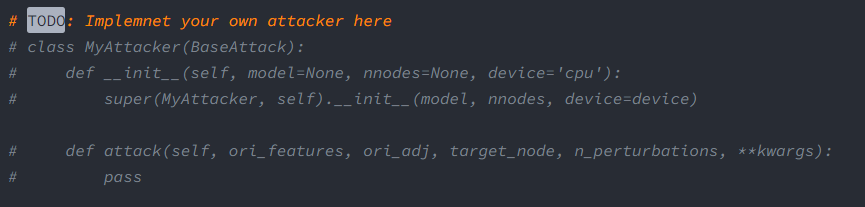 # TODO: Implemnet your own attacker here
# class MyAttacker(BaseAttack):
#     def __init__(self, model=None, nnodes=None, device='cpu'):
#         super(MyAttacker, self).__init__(model, nnodes, device=device)
#     def attack(self, ori_features, ori_adj, target_node, n_perturbations, **kwargs):
#         pass